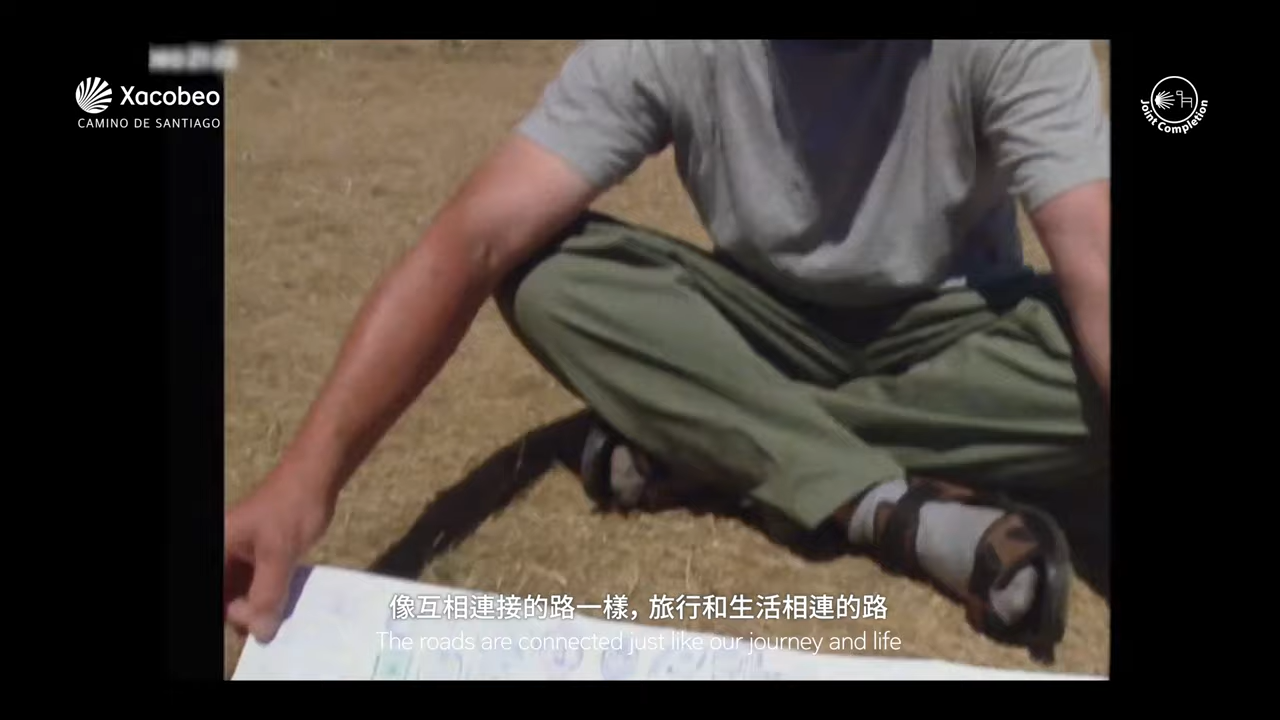 Xacobeo
CAMINO DE SANTIAGO
Joint Completion
像互相連接的路一樣, 旅行和生活相連的路
The roads are connected just like our journey and life